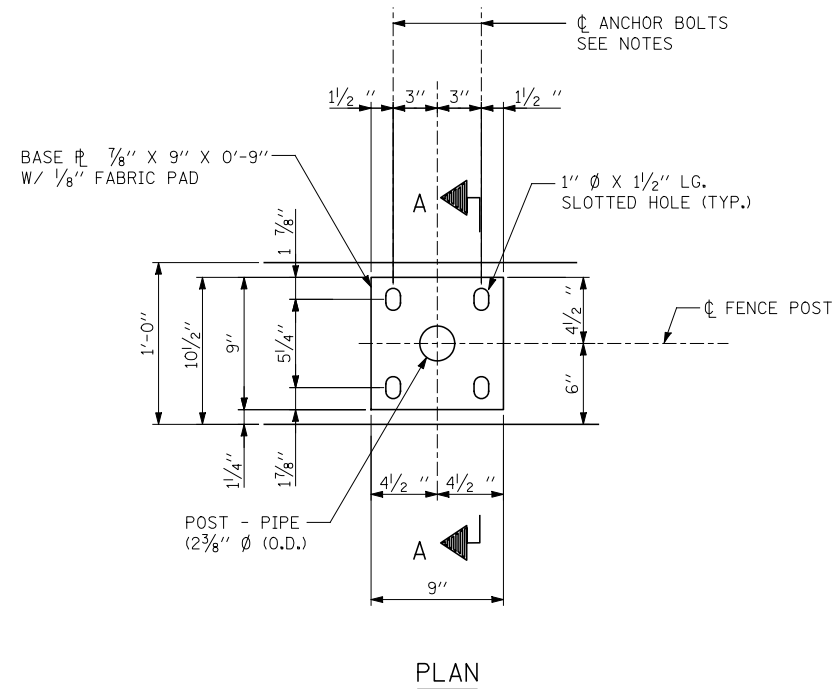 ℄ ANCHOR BOLTS
SEE NOTES
1½ ″
3″
3″
1½ ″
BASE ⅊ ⅞″ X 9″ X 0′-9″
W/ ⅛″ FABRIC PAD
A
1″ Ø X 1½″ LG.
SLOTTED HOLE (TYP.)
1 ⅞″
1′-0″
10½″
9″
5¼″
4½ ″
℄ FENCE POST
6″
1¼″
1⅞″
4½ ″
4½ ″
POST - PIPE
(2⅜″ Ø (O.D.)
A
9″
PLAN